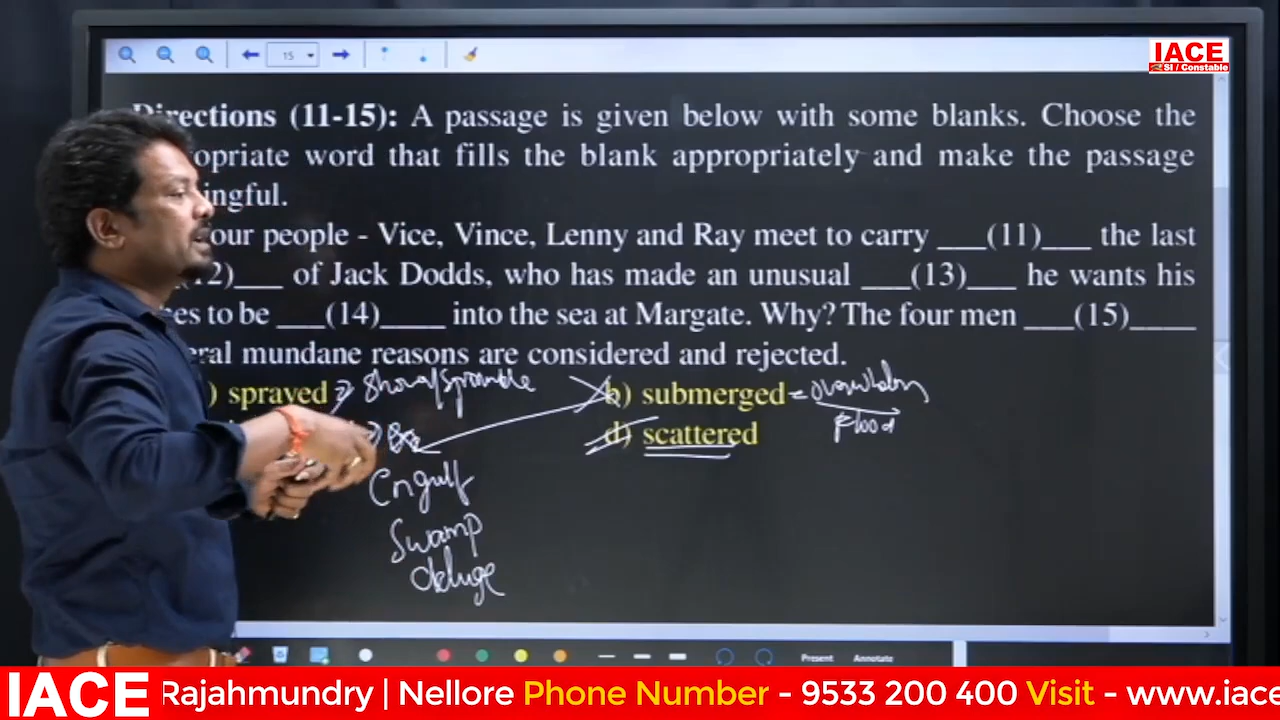 15
IACE
SI / Constable
Directions (11-15): A passage is given below with some blanks. Choose the
opriate word that fills the blank appropriately and make the passage
ingful.
our people - Vice, Vince, Lenny and Ray meet to carry ___(11)___ the last
12)___ of Jack Dodds, who has made an unusual ___(13)___ he wants his
es to be ___(14)____ into the sea at Margate. Why? The four men ___(15)____
eral mundane reasons are considered and rejected.
) sprayed
b) submerged =
flood
d) scattered
Engulf
Swamp
deluge
Present Annotate
IACE Rajahmundry | Nellore Phone Number - 9533 200 400 Visit - www.iace